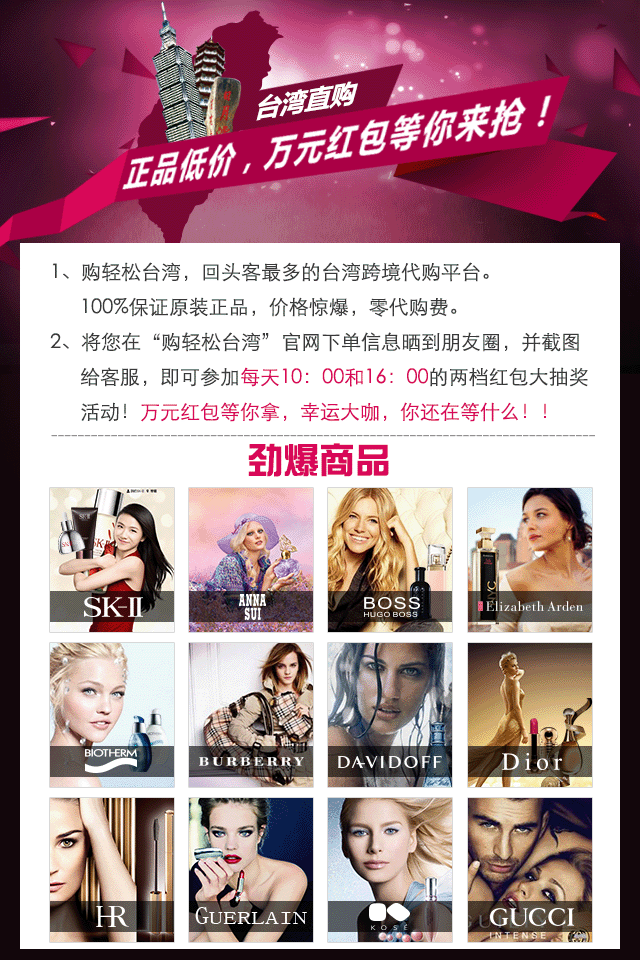 台湾直购
正品低价，万元红包等你来抢！
1、购轻松台湾，回头客最多的台湾跨境代购平台。
100%保证原装正品，价格惊爆，零代购费。
2、将您在“购轻松台湾”官网下单信息晒到朋友圈，并截图
给客服，即可参加每天10：00和16：00的两档红包大抽奖
活动！万元红包等你拿，幸运大咖，你还在等什么！!
劲爆商品
SK-II
ANNA
SUI
BOSS
HUGO BOSS
Elizabeth Arden
BIOTHERM
BURBERRY
DAVIDOFF
Dior
HR
GUERLAIN
KOSÉ
GUCCI
INTENSE